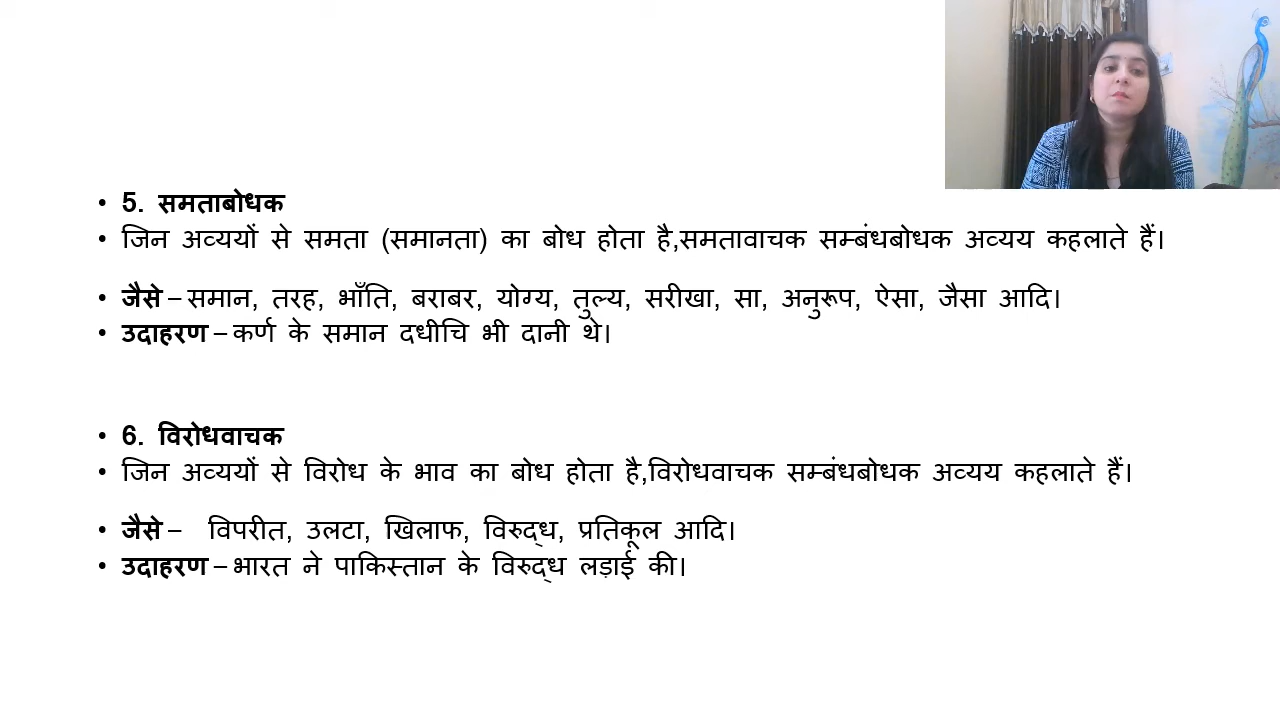 • 5. समताबोधक
• जिन अव्ययों से समता (समानता) का बोध होता है,समतावाचक सम्बंधबोधक अव्यय कहलाते हैं।
• जैसे – समान, तरह, भाँति, बराबर, योग्य, तुल्य, सरीखा, सा, अनुरूप, ऐसा, जैसा आदि।
• उदाहरण – कर्ण के समान दधीचि भी दानी थे।
• 6. विरोधवाचक
• जिन अव्ययों से विरोध के भाव का बोध होता है,विरोधवाचक सम्बंधबोधक अव्यय कहलाते हैं।
• जैसे – विपरीत, उलटा, खिलाफ, विरुद्ध, प्रतिकूल आदि।
• उदाहरण – भारत ने पाकिस्तान के विरुद्ध लड़ाई की।